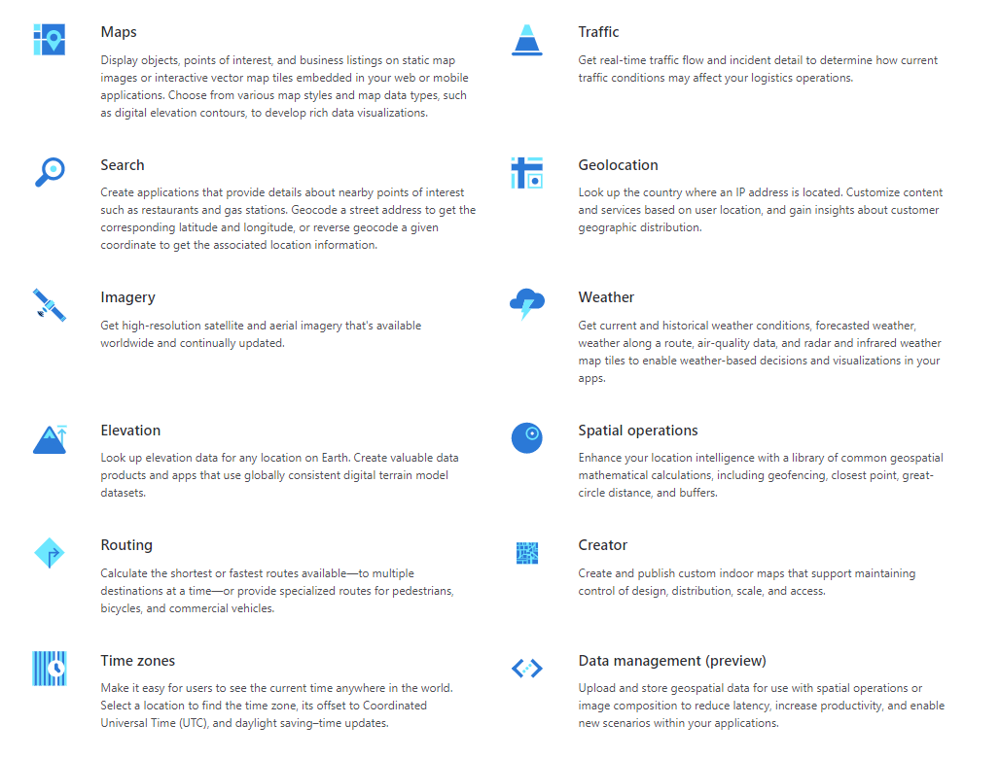 Maps
Display objects, points of interest, and business listings on static map
images or interactive vector map tiles embedded in your web or mobile
applications. Choose from various map styles and map data types, such
as digital elevation contours, to develop rich data visualizations.
Traffic
Get real-time traffic flow and incident detail to determine how current
traffic conditions may affect your logistics operations.
Search
Create applications that provide details about nearby points of interest
such as restaurants and gas stations. Geocode a street address to get the
corresponding latitude and longitude, or reverse geocode a given
coordinate to get the associated location information.
Geolocation
Look up the country where an IP address is located. Customize content
and services based on user location, and gain insights about customer
geographic distribution.
Imagery
Get high-resolution satellite and aerial imagery that's available
worldwide and continually updated.
Weather
Get current and historical weather conditions, forecasted weather,
weather along a route, air-quality data, and radar and infrared weather
map tiles to enable weather-based decisions and visualizations in your
apps.
Elevation
Look up elevation data for any location on Earth. Create valuable data
products and apps that use globally consistent digital terrain model
datasets.
Spatial operations
Enhance your location intelligence with a library of common geospatial
mathematical calculations, including geofencing, closest point, great-
circle distance, and buffers.
Routing
Calculate the shortest or fastest routes available—to multiple
destinations at a time—or provide specialized routes for pedestrians,
bicycles, and commercial vehicles.
Creator
Create and publish custom indoor maps that support maintaining
control of design, distribution, scale, and access.
Time zones
Make it easy for users to see the current time anywhere in the world.
Select a location to find the time zone, its offset to Coordinated
Universal Time (UTC), and daylight saving–time updates.
Data management (preview)
Upload and store geospatial data for use with spatial operations or
image composition to reduce latency, increase productivity, and enable
new scenarios within your applications.